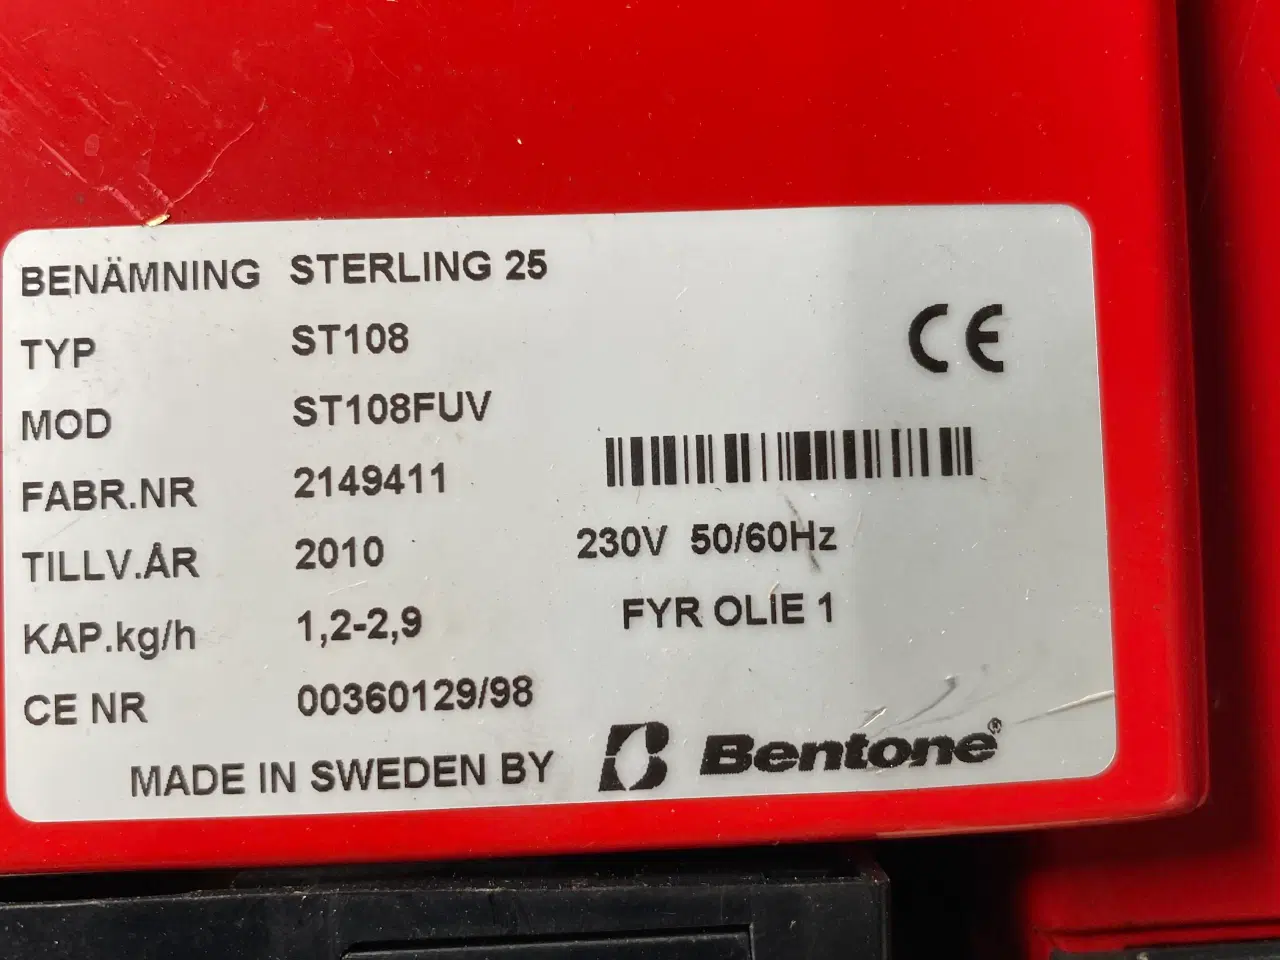 BENÄMNING STERLING 25
TYP ST108
CE
MOD ST108FUV
FABR.NR 2149411
TILLV.ÅR 2010 230V 50/60Hz
KAP.kg/h 1,2-2,9 FYR OLIE 1
CE NR 00360129/98
MADE IN SWEDEN BY Bentone®